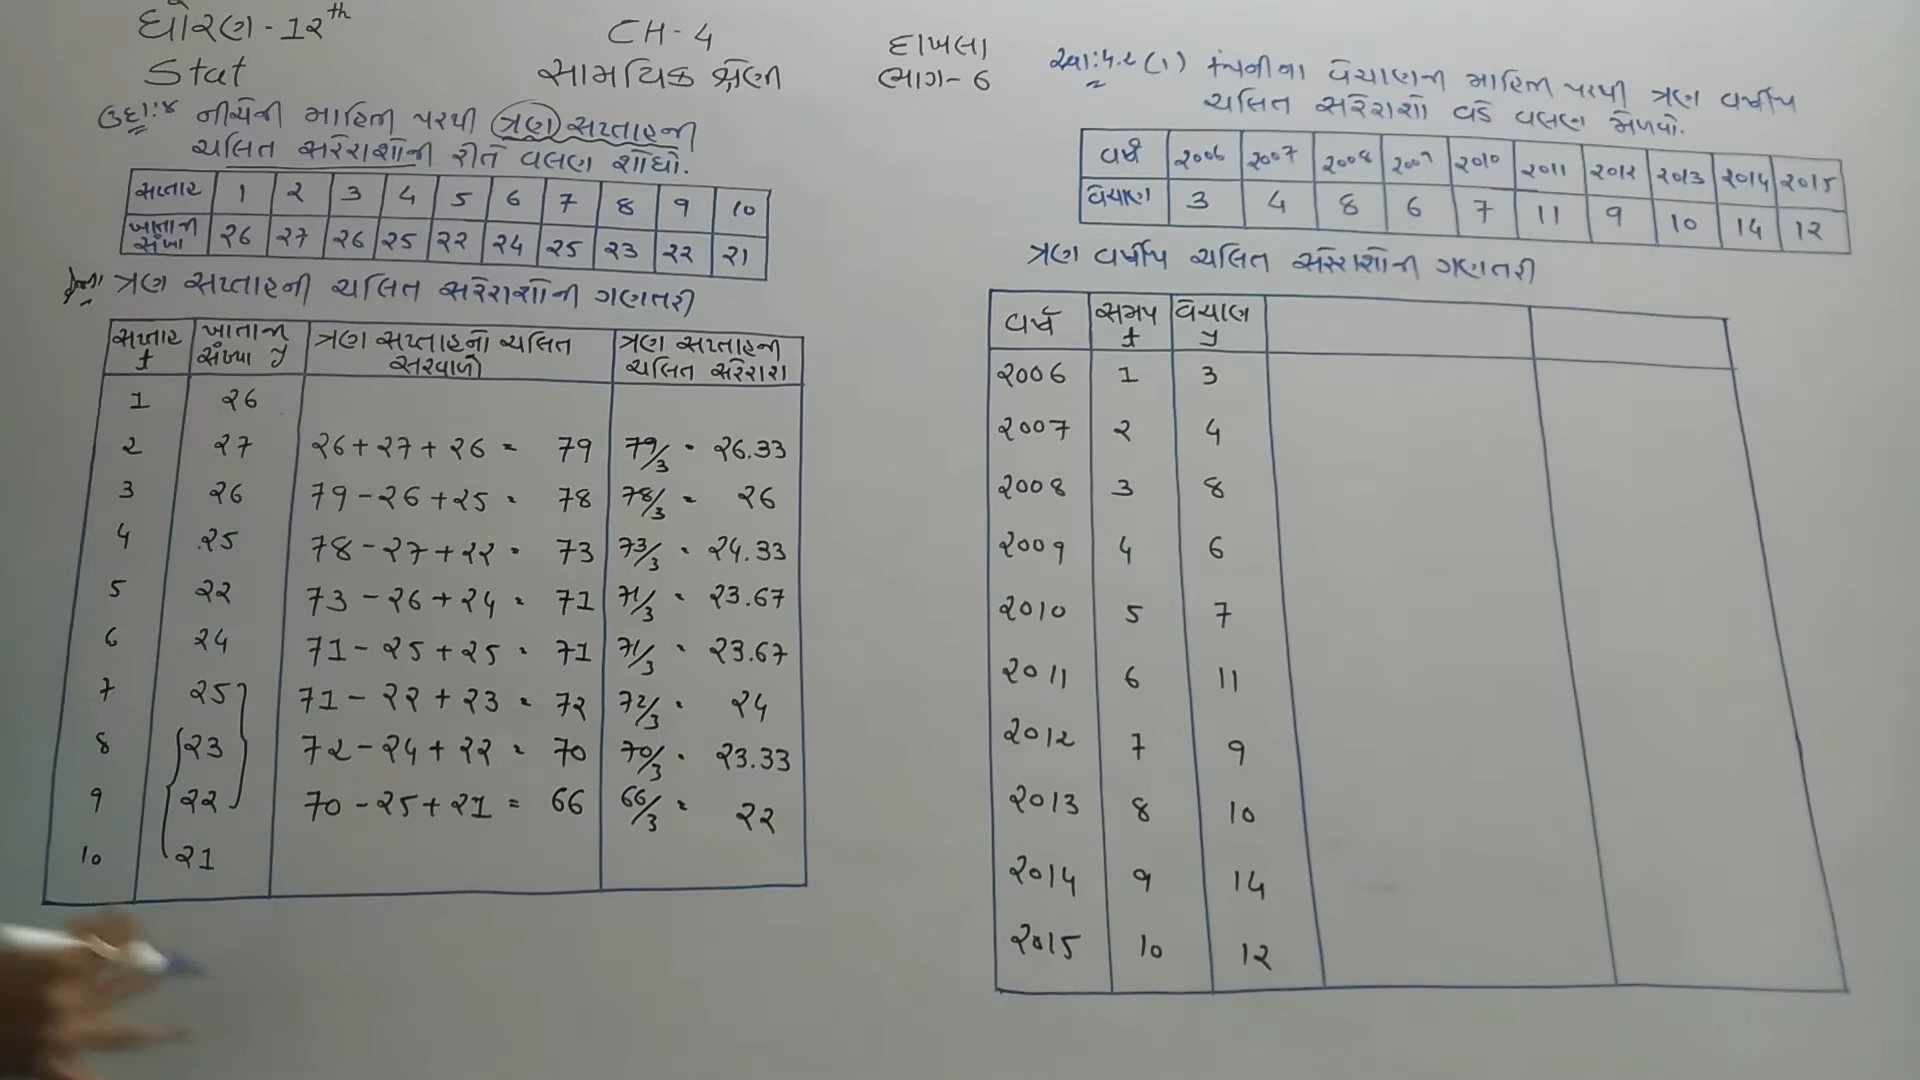 ધોરણ-12th
Stat
CH-4
સામયિક શ્રેણી
દાખલા
ભાગ-6
ઉદા:૪ નીચેની માહિતી પરથી ત્રણ સપ્તાહની
ચલિત સરેરાશોની રીતે વલણ શોધો.
સપ્તાહ 1 2 3 4 5 6 7 8 9 10
ખાતાની સંખ્યા 26 27 26 25 22 24 25 23 22 21
ત્રણ સપ્તાહની ચલિત સરેરાશોની ગણતરી
સપ્તાહ t ખાતાની સંખ્યા y ત્રણ સપ્તાહનો ચલિત સરવાળો ત્રણ સપ્તાહની ચલિત સરેરાશ
1 26
2 27 26+27+26 = 79 79/3 = 26.33
3 26 79-26+25 = 78 78/3 = 26
4 25 78-27+22 = 73 73/3 = 24.33
5 22 73-26+24 = 71 71/3 = 23.67
6 24 71-25+25 = 71 71/3 = 23.67
7 25 71-22+23 = 72 72/3 = 24
8 23 72-24+22 = 70 70/3 = 23.33
9 22 70-25+21 = 66 66/3 = 22
10 21
(1) કંપનીના વેચાણની માહિતી પરથી ત્રણ વર્ષીય
ચલિત સરેરાશો વડે વલણ મેળવો.
વર્ષ 2006 2007 2008 2009 2010 2011 2012 2013 2014 2015
વેચાણ 3 4 8 6 7 11 9 10 14 12
ત્રણ વર્ષીય ચલિત સરેરાશોની ગણતરી
વર્ષ સમય t વેચાણ y
2006 1 3
2007 2 4
2008 3 8
2009 4 6
2010 5 7
2011 6 11
2012 7 9
2013 8 10
2014 9 14
2015 10 12